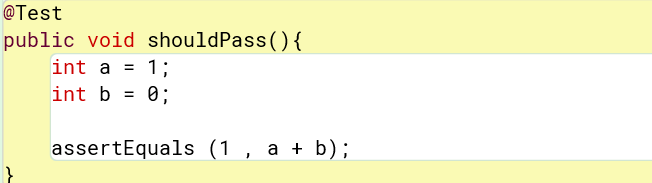 @Test
public void shouldPass(){
    int a = 1;
    int b = 0;

    assertEquals (1 , a + b);
}